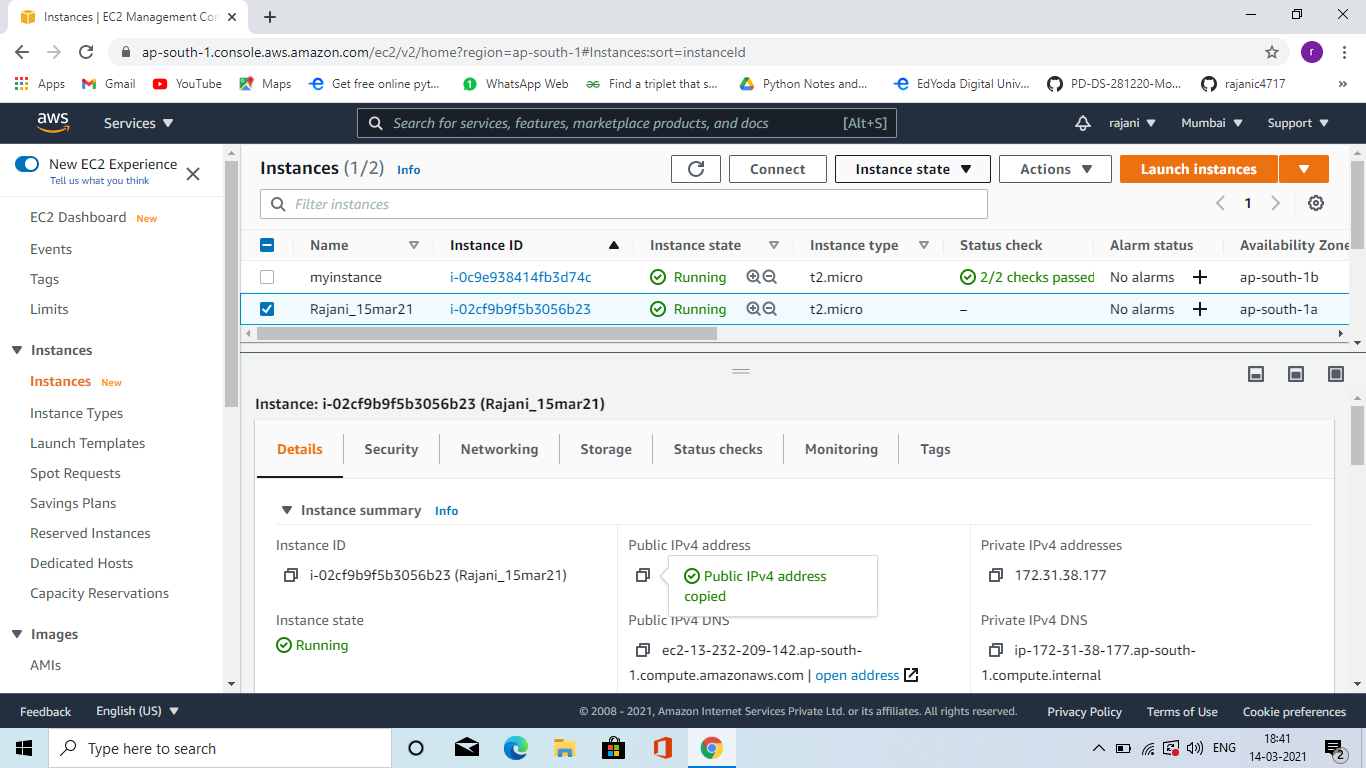 Instances | EC2 Management Con
ap-south-1.console.aws.amazon.com/ec2/v2/home?region=ap-south-1#Instances:sort=instanceId
r
Apps Gmail YouTube Maps Get free online pyt... WhatsApp Web Find a triplet that s... Python Notes and... EdYoda Digital Univ... PD-DS-281220-Mo... rajanic4717 »
aws Services Search for services, features, marketplace products, and docs [Alt+S] rajani Mumbai Support
New EC2 Experience
Tell us what you think
EC2 Dashboard New
Events
Tags
Limits
Instances
Instances New
Instance Types
Launch Templates
Spot Requests
Savings Plans
Reserved Instances
Dedicated Hosts
Capacity Reservations
Images
AMIs
Instances (1/2) Info Connect Instance state Actions Launch instances
Filter instances 1
Name Instance ID Instance state Instance type Status check Alarm status Availability Zone
myinstance i-0c9e938414fb3d74c Running t2.micro 2/2 checks passed No alarms ap-south-1b
Rajani_15mar21 i-02cf9b9f5b3056b23 Running t2.micro – No alarms ap-south-1a
Instance: i-02cf9b9f5b3056b23 (Rajani_15mar21)
Details Security Networking Storage Status checks Monitoring Tags
Instance summary Info
Instance ID
i-02cf9b9f5b3056b23 (Rajani_15mar21)
Instance state
Running
Public IPv4 address
Public IPv4 address
copied
Public IPv4 DNS
ec2-13-232-209-142.ap-south-
1.compute.amazonaws.com | open address
Private IPv4 addresses
172.31.38.177
Private IPv4 DNS
ip-172-31-38-177.ap-south-
1.compute.internal
Feedback English (US) © 2008 - 2021, Amazon Internet Services Private Ltd. or its affiliates. All rights reserved. Privacy Policy Terms of Use Cookie preferences
Type here to search ENG 18:41
14-03-2021 2